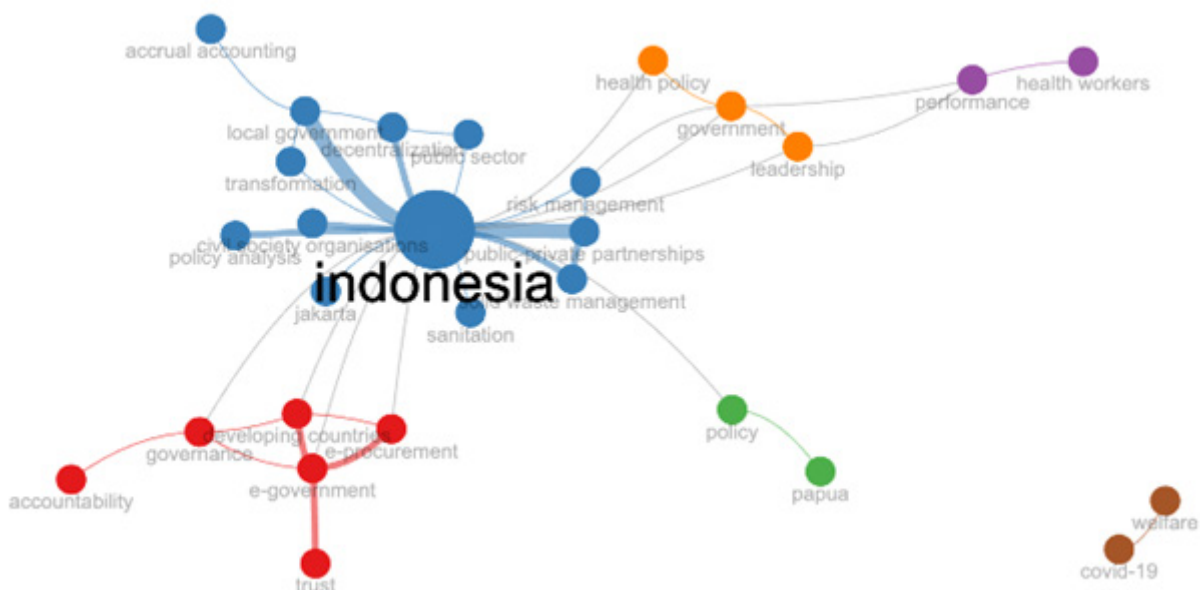 accrual accounting
health policy
health workers
performance
government
local government
decentralization
public sector
leadership
transformation
risk management
civil society organisations
policy analysis
public-private partnerships
indonesia
waste management
jakarta
sanitation
policy
developing countries
governance
e-procurement
e-government
papua
accountability
welfare
covid-19
trust